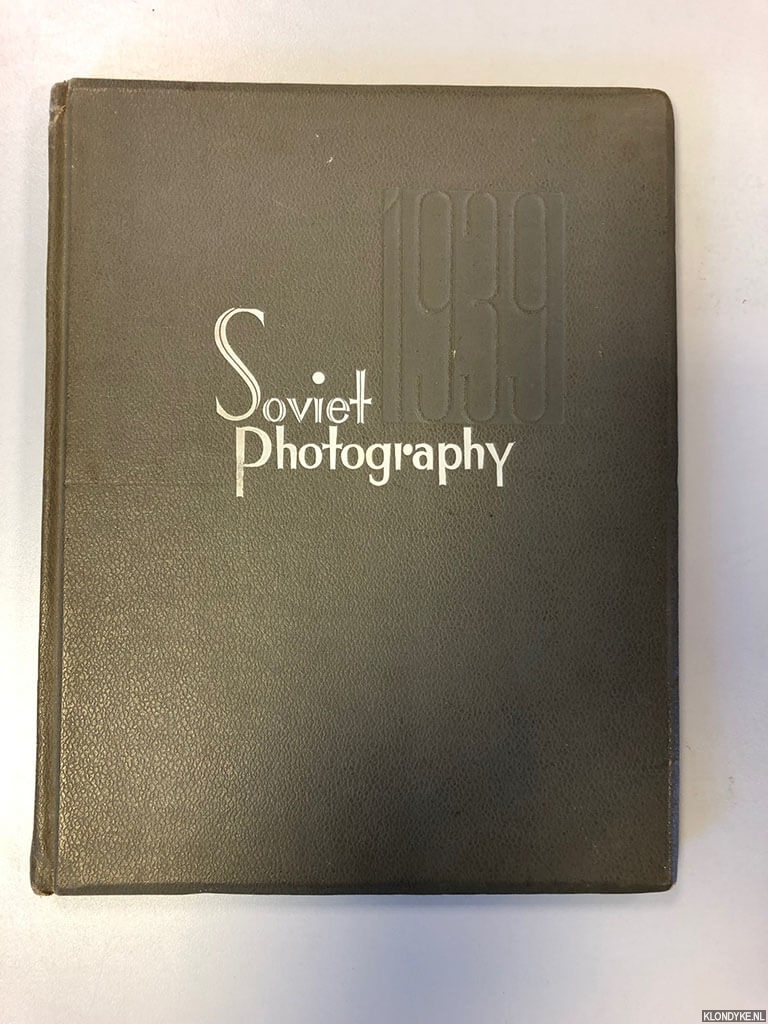 1939
Soviet
Photography
KLONDYKE.NL